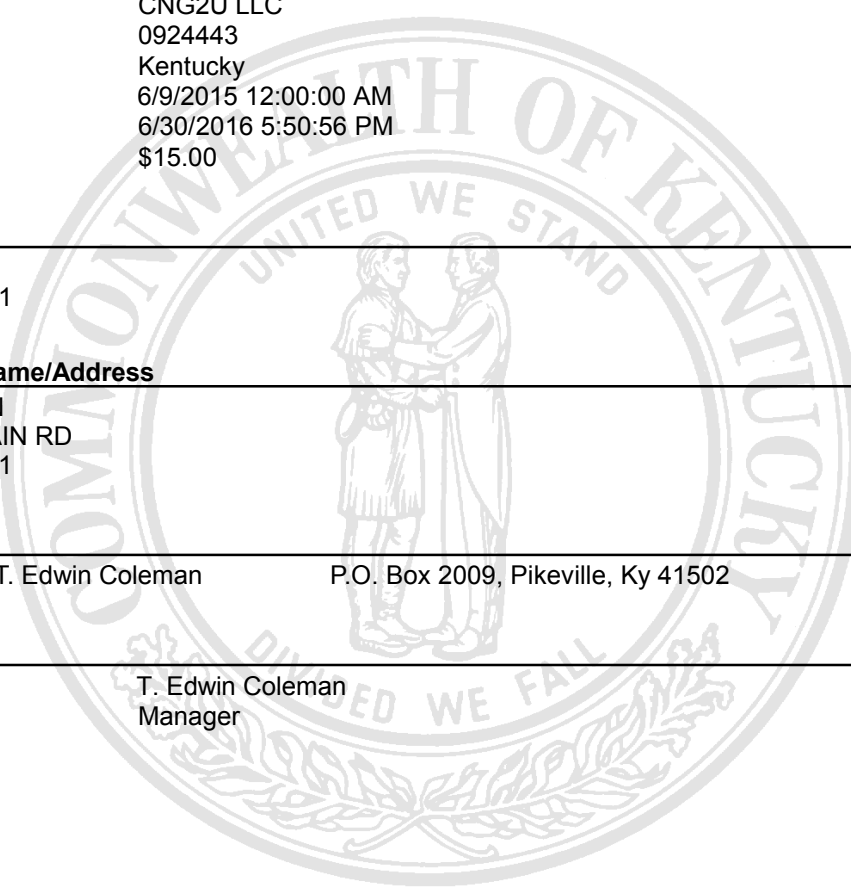 CNG2U LLC
0924443
Kentucky
6/9/2015 12:00:00 AM
6/30/2016 5:50:56 PM
$15.00
COMMONWEALTH OF KENTUCKY
UNITED WE STAND
1
ame/Address
AIN RD
1
T. Edwin Coleman P.O. Box 2009, Pikeville, Ky 41502
DIVIDED WE FALL
T. Edwin Coleman
Manager